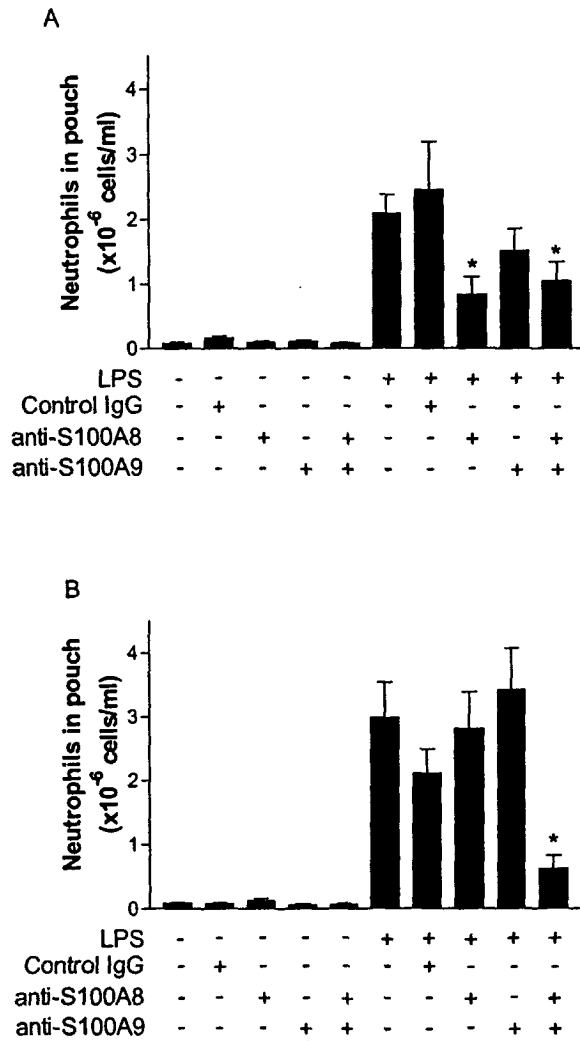 A
Neutrophils in pouch
(x10⁻⁶ cells/ml)
4
3
2
1
0
LPS - - - - - + + + + +
Control IgG - + - - - - + - - -
anti-S100A8 - - + - + - - + - +
anti-S100A9 - - - + + - - - + +
* *
B
Neutrophils in pouch
(x10⁻⁶ cells/ml)
4
3
2
1
0
*
LPS - - - - - + + + + +
Control IgG - + - - - - + - - -
anti-S100A8 - - + - + - - + - +
anti-S100A9 - - - + + - - - + +